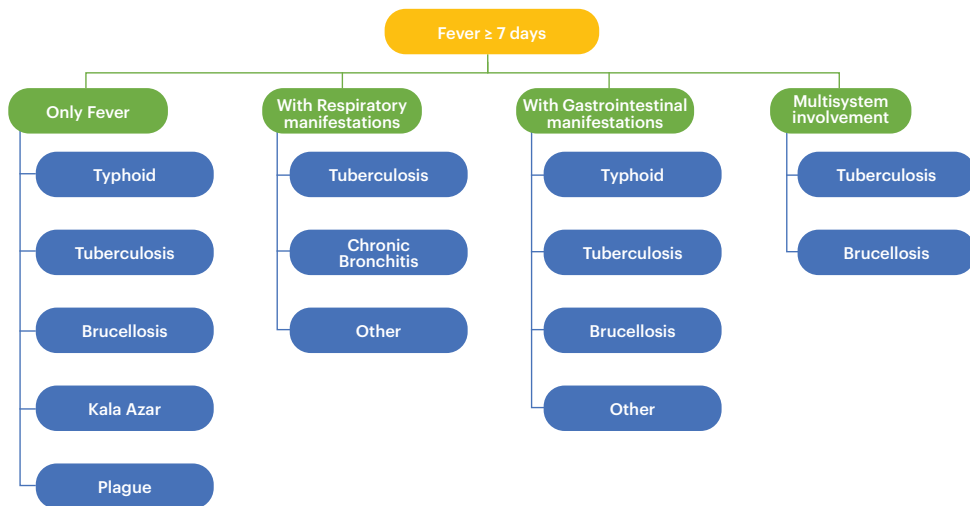 Fever ≥ 7 days
Only Fever
Typhoid
Tuberculosis
Brucellosis
Kala Azar
Plague
With Respiratory
manifestations
Tuberculosis
Chronic
Bronchitis
Other
With Gastrointestinal
manifestations
Typhoid
Tuberculosis
Brucellosis
Other
Multisystem
involvement
Tuberculosis
Brucellosis